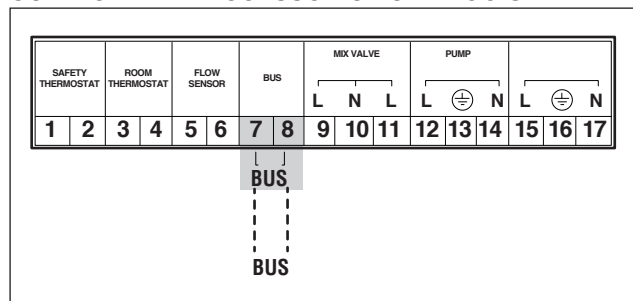 SAFETY THERMOSTAT ROOM THERMOSTAT FLOW SENSOR BUS MIX VALVE PUMP
L N L L N L N
1 2 3 4 5 6 7 8 9 10 11 12 13 14 15 16 17
BUS
BUS